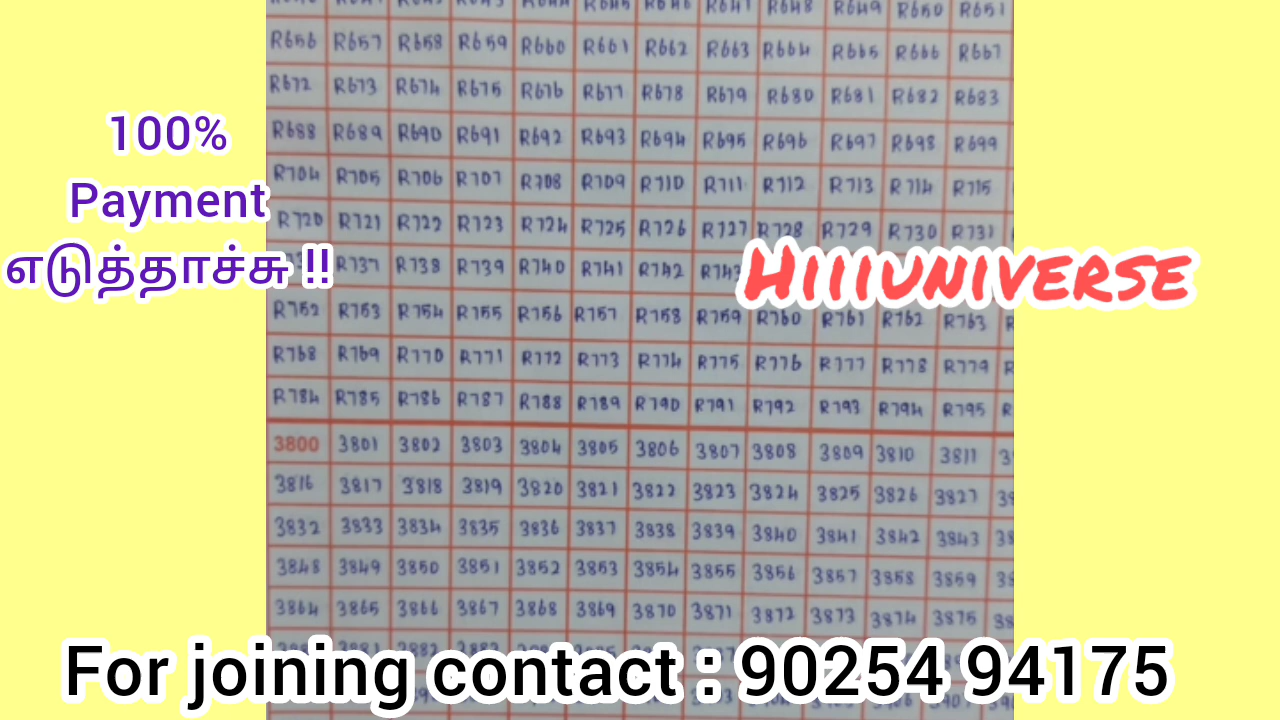 R656 R657 R658 R659 R660 R661 R662 R663 R664 R665 R666 R667
R672 R673 R674 R675 R676 R677 R678 R679 R680 R681 R682 R683
100%
R688 R689 R690 R691 R692 R693 R694 R695 R696 R697 R698 R699
R704 R705 R706 R707 R708 R709 R710 R711 R712 R713 R714 R715
Payment
R720 R721 R722 R723 R724 R725 R726 R727 R728 R729 R730 R731
எடுத்தாச்சு !!
R737 R738 R739 R740 R741 R742 R743
Hiiiuniverse
R752 R753 R754 R755 R756 R757 R758 R759 R760 R761 R762 R763
R768 R769 R770 R771 R772 R773 R774 R775 R776 R777 R778 R779
R784 R785 R786 R787 R788 R789 R790 R791 R792 R793 R794 R795
3800 3801 3802 3803 3804 3805 3806 3807 3808 3809 3810 3811
3816 3817 3818 3819 3820 3821 3822 3823 3824 3825 3826 3827
3832 3833 3834 3835 3836 3837 3838 3839 3840 3841 3842 3843
3848 3849 3850 3851 3852 3853 3854 3855 3856 3857 3858 3859
3864 3865 3866 3867 3868 3869 3870 3871 3872 3873 3874 3875
For joining contact : 90254 94175